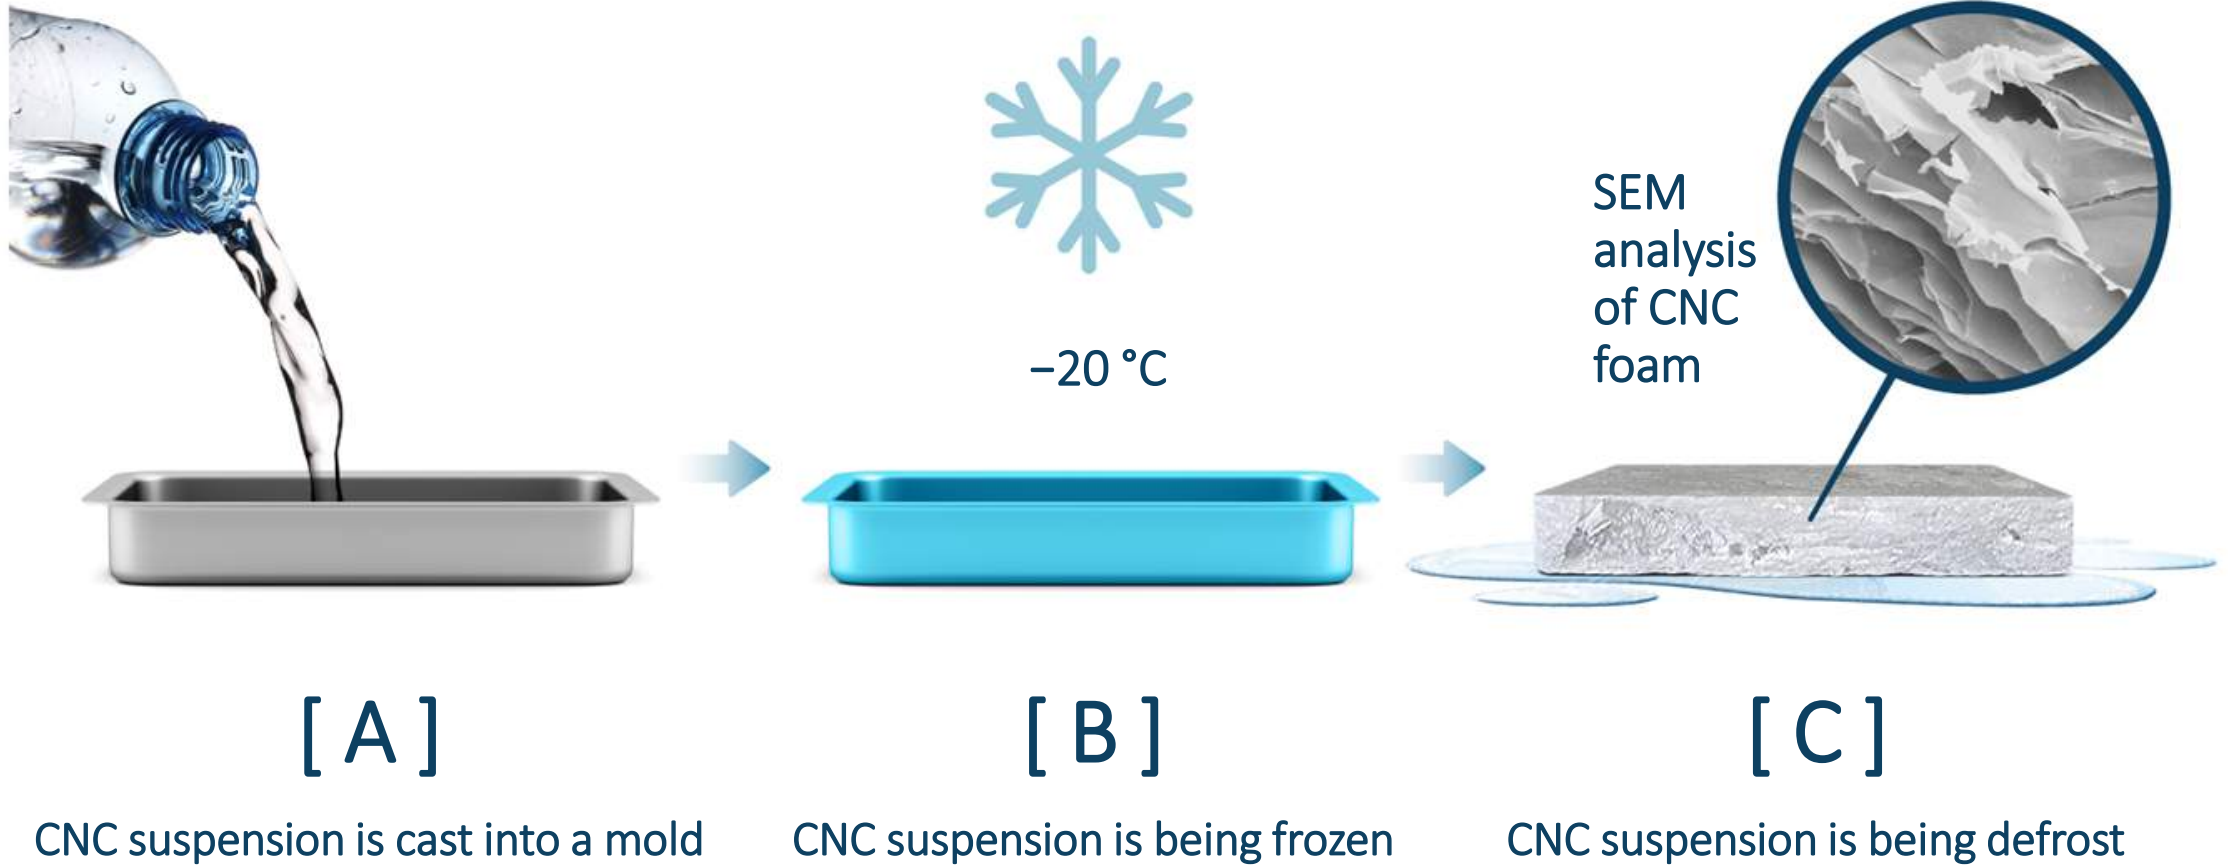 SEM
analysis
of CNC
foam
−20 °C
[ A ]
[ B ]
[ C ]
CNC suspension is cast into a mold
CNC suspension is being frozen
CNC suspension is being defrost